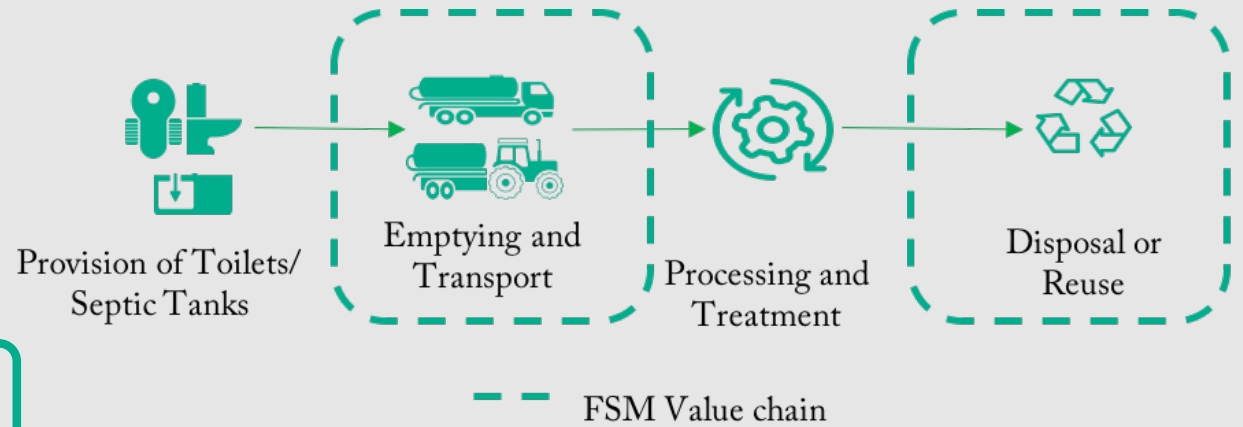 Provision of Toilets/
Septic Tanks
Emptying and
Transport
Processing and
Treatment
Disposal or
Reuse
FSM Value chain